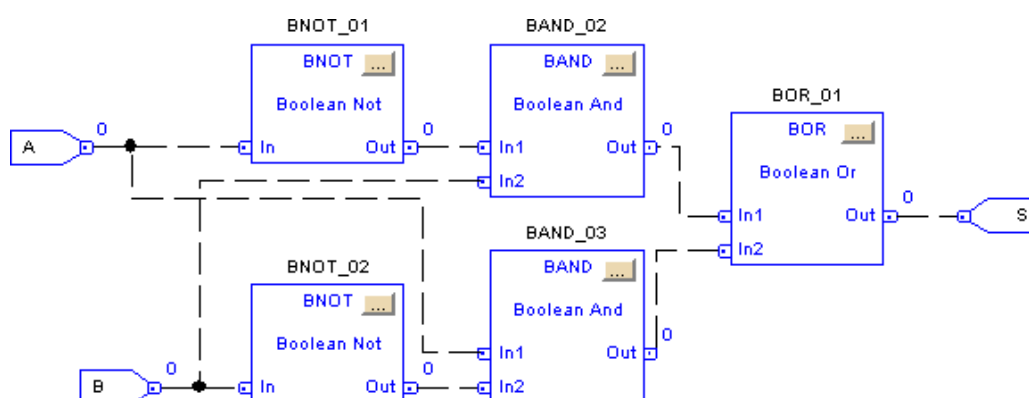 BNOT_01
BAND_02
BNOT ...
BAND ...
BOR_01
0
Boolean Not
Boolean And
BOR ...
A
In
Out
0
In1
Out
0
Boolean Or
In2
0
In1
Out
S
BAND_03
In2
BNOT_02
BAND ...
BNOT ...
Boolean And
0
Boolean Not
0
In1
Out
0
B
In
Out
In2